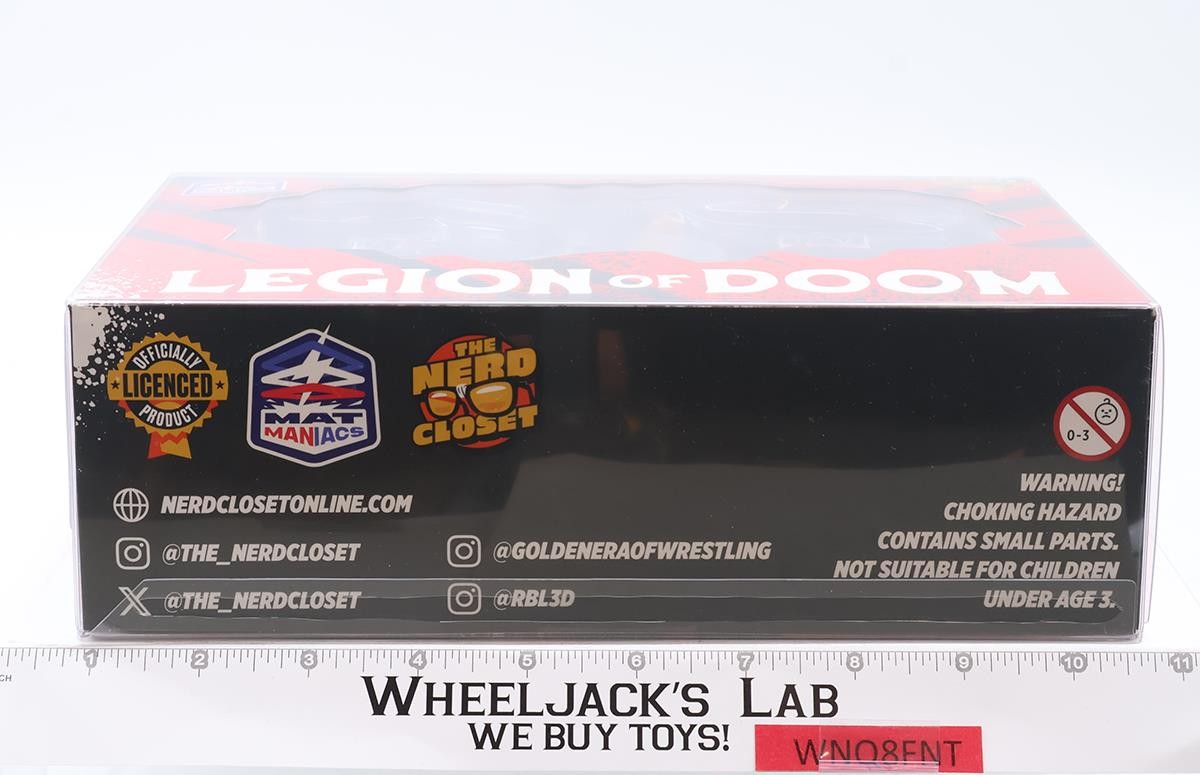 LEGION OF DOOM
OFFICIALLY
LICENCED
PRODUCT
MAT
MANIACS
THE
NERD
CLOSET
0-3
NERDCLOSETONLINE.COM
@THE_NERDCLOSET
@GOLDENERAOFWRESTLING
@THE_NERDCLOSET
@RBL3D
WARNING!
CHOKING HAZARD
CONTAINS SMALL PARTS.
NOT SUITABLE FOR CHILDREN
UNDER AGE 3.
1 2 3 4 5 6 7 8 9 10 11
WHEELJACK'S LAB
WE BUY TOYS!
WNQ8FNT